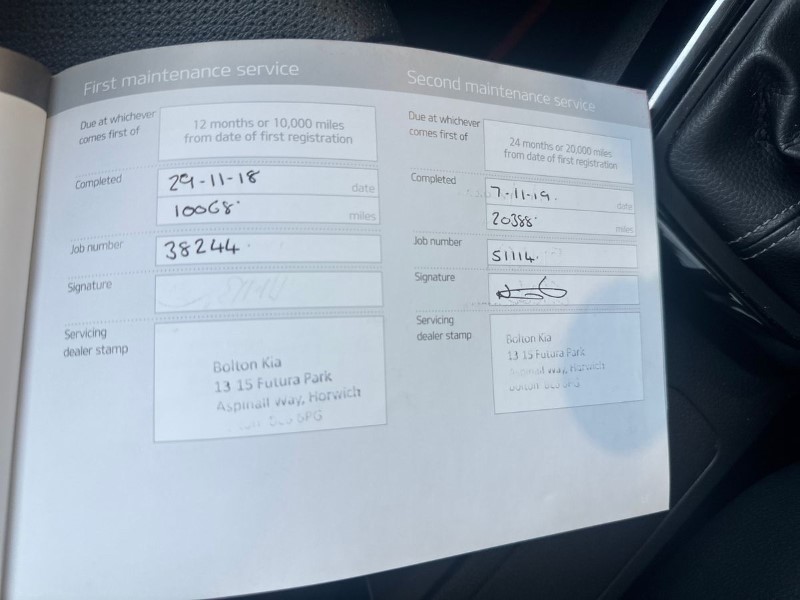 First maintenance service
Due at whichever
comes first of
12 months or 10,000 miles
from date of first registration
Completed
29-11-18
date
10068
miles
Job number
38244
Signature
Servicing
dealer stamp
Bolton Kia
13 15 Futura Park
Aspinall Way, Horwich
6PG
Second maintenance service
Due at whichever
comes first of
24 months or 20,000 miles
from date of first registration
Completed
7-11-19.
date
20388
miles
Job number
51114.
Signature
Servicing
dealer stamp
Bolton Kia
13 15 Futura Park
Way, Horwich